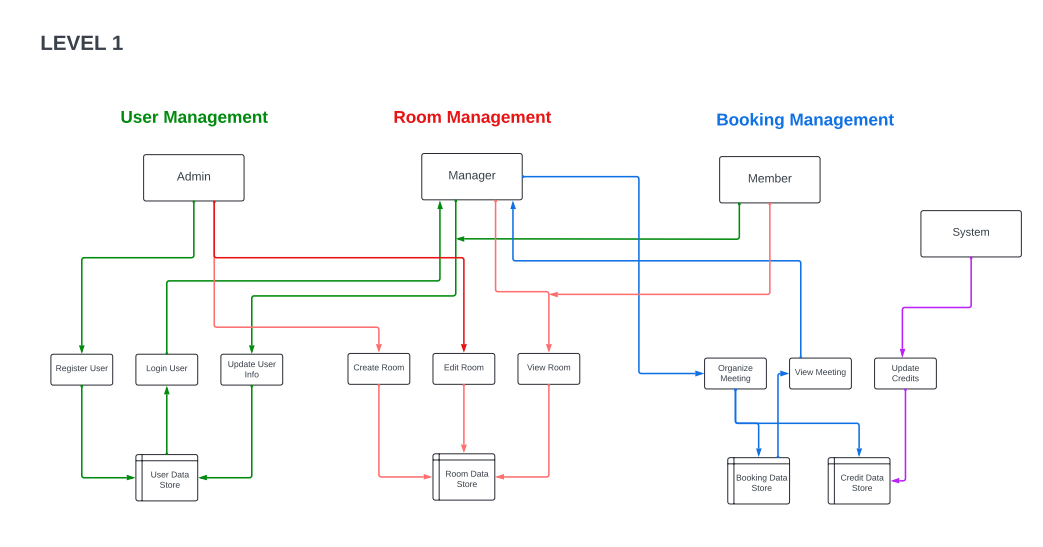 LEVEL 1
User Management
Room Management
Booking Management
Admin
Manager
Member
System
Register User
Login User
Update User
Info
Create Room
Edit Room
View Room
Organize
Meeting
View Meeting
Update
Credits
User Data
Store
Room Data
Store
Booking Data
Store
Credit Data
Store